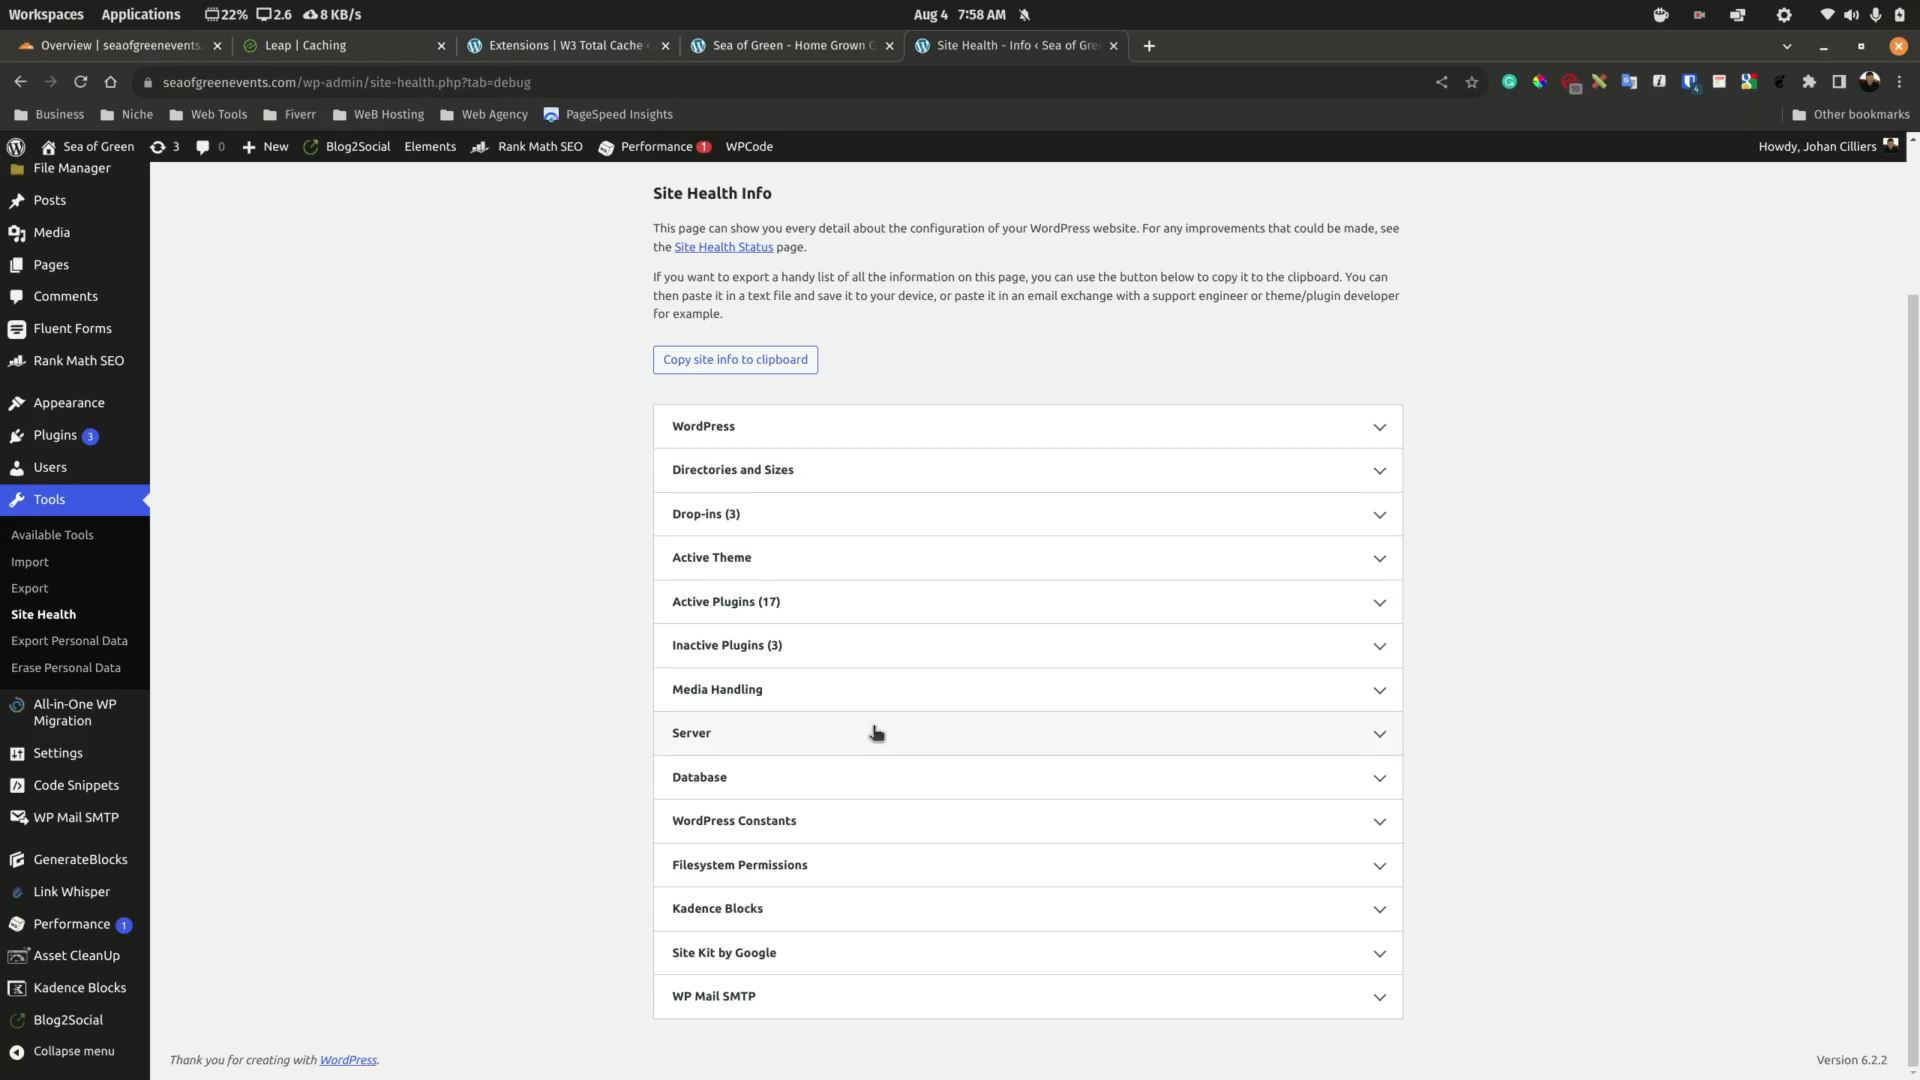 Workspaces Applications 22% 2.6 8 KB/s Aug 4 7:58 AM
Overview | seaofgreenevents. Leap | Caching Extensions | W3 Total Cache ‹ Sea of Green - Home Grown C Site Health - Info ‹ Sea of Gre
seaofgreenevents.com/wp-admin/site-health.php?tab=debug
10 4
Business Niche Web Tools Fiverr WeB Hosting Web Agency PageSpeed Insights Other bookmarks
Sea of Green 3 0 New Blog2Social Elements Rank Math SEO Performance 1 WPCode Howdy, Johan Cilliers
File Manager
Posts
Media
Pages
Comments
Fluent Forms
Rank Math SEO
Appearance
Plugins 3
Users
Tools
Available Tools
Import
Export
Site Health
Export Personal Data
Erase Personal Data
All-in-One WP
Migration
Settings
Code Snippets
WP Mail SMTP
GenerateBlocks
Link Whisper
Performance 1
Asset CleanUp
Kadence Blocks
Blog2Social
Collapse menu
Site Health Info
This page can show you every detail about the configuration of your WordPress website. For any improvements that could be made, see
the Site Health Status page.
If you want to export a handy list of all the information on this page, you can use the button below to copy it to the clipboard. You can
then paste it in a text file and save it to your device, or paste it in an email exchange with a support engineer or theme/plugin developer
for example.
Copy site info to clipboard
WordPress
Directories and Sizes
Drop-ins (3)
Active Theme
Active Plugins (17)
Inactive Plugins (3)
Media Handling
Server
Database
WordPress Constants
Filesystem Permissions
Kadence Blocks
Site Kit by Google
WP Mail SMTP
Thank you for creating with WordPress.
Version 6.2.2